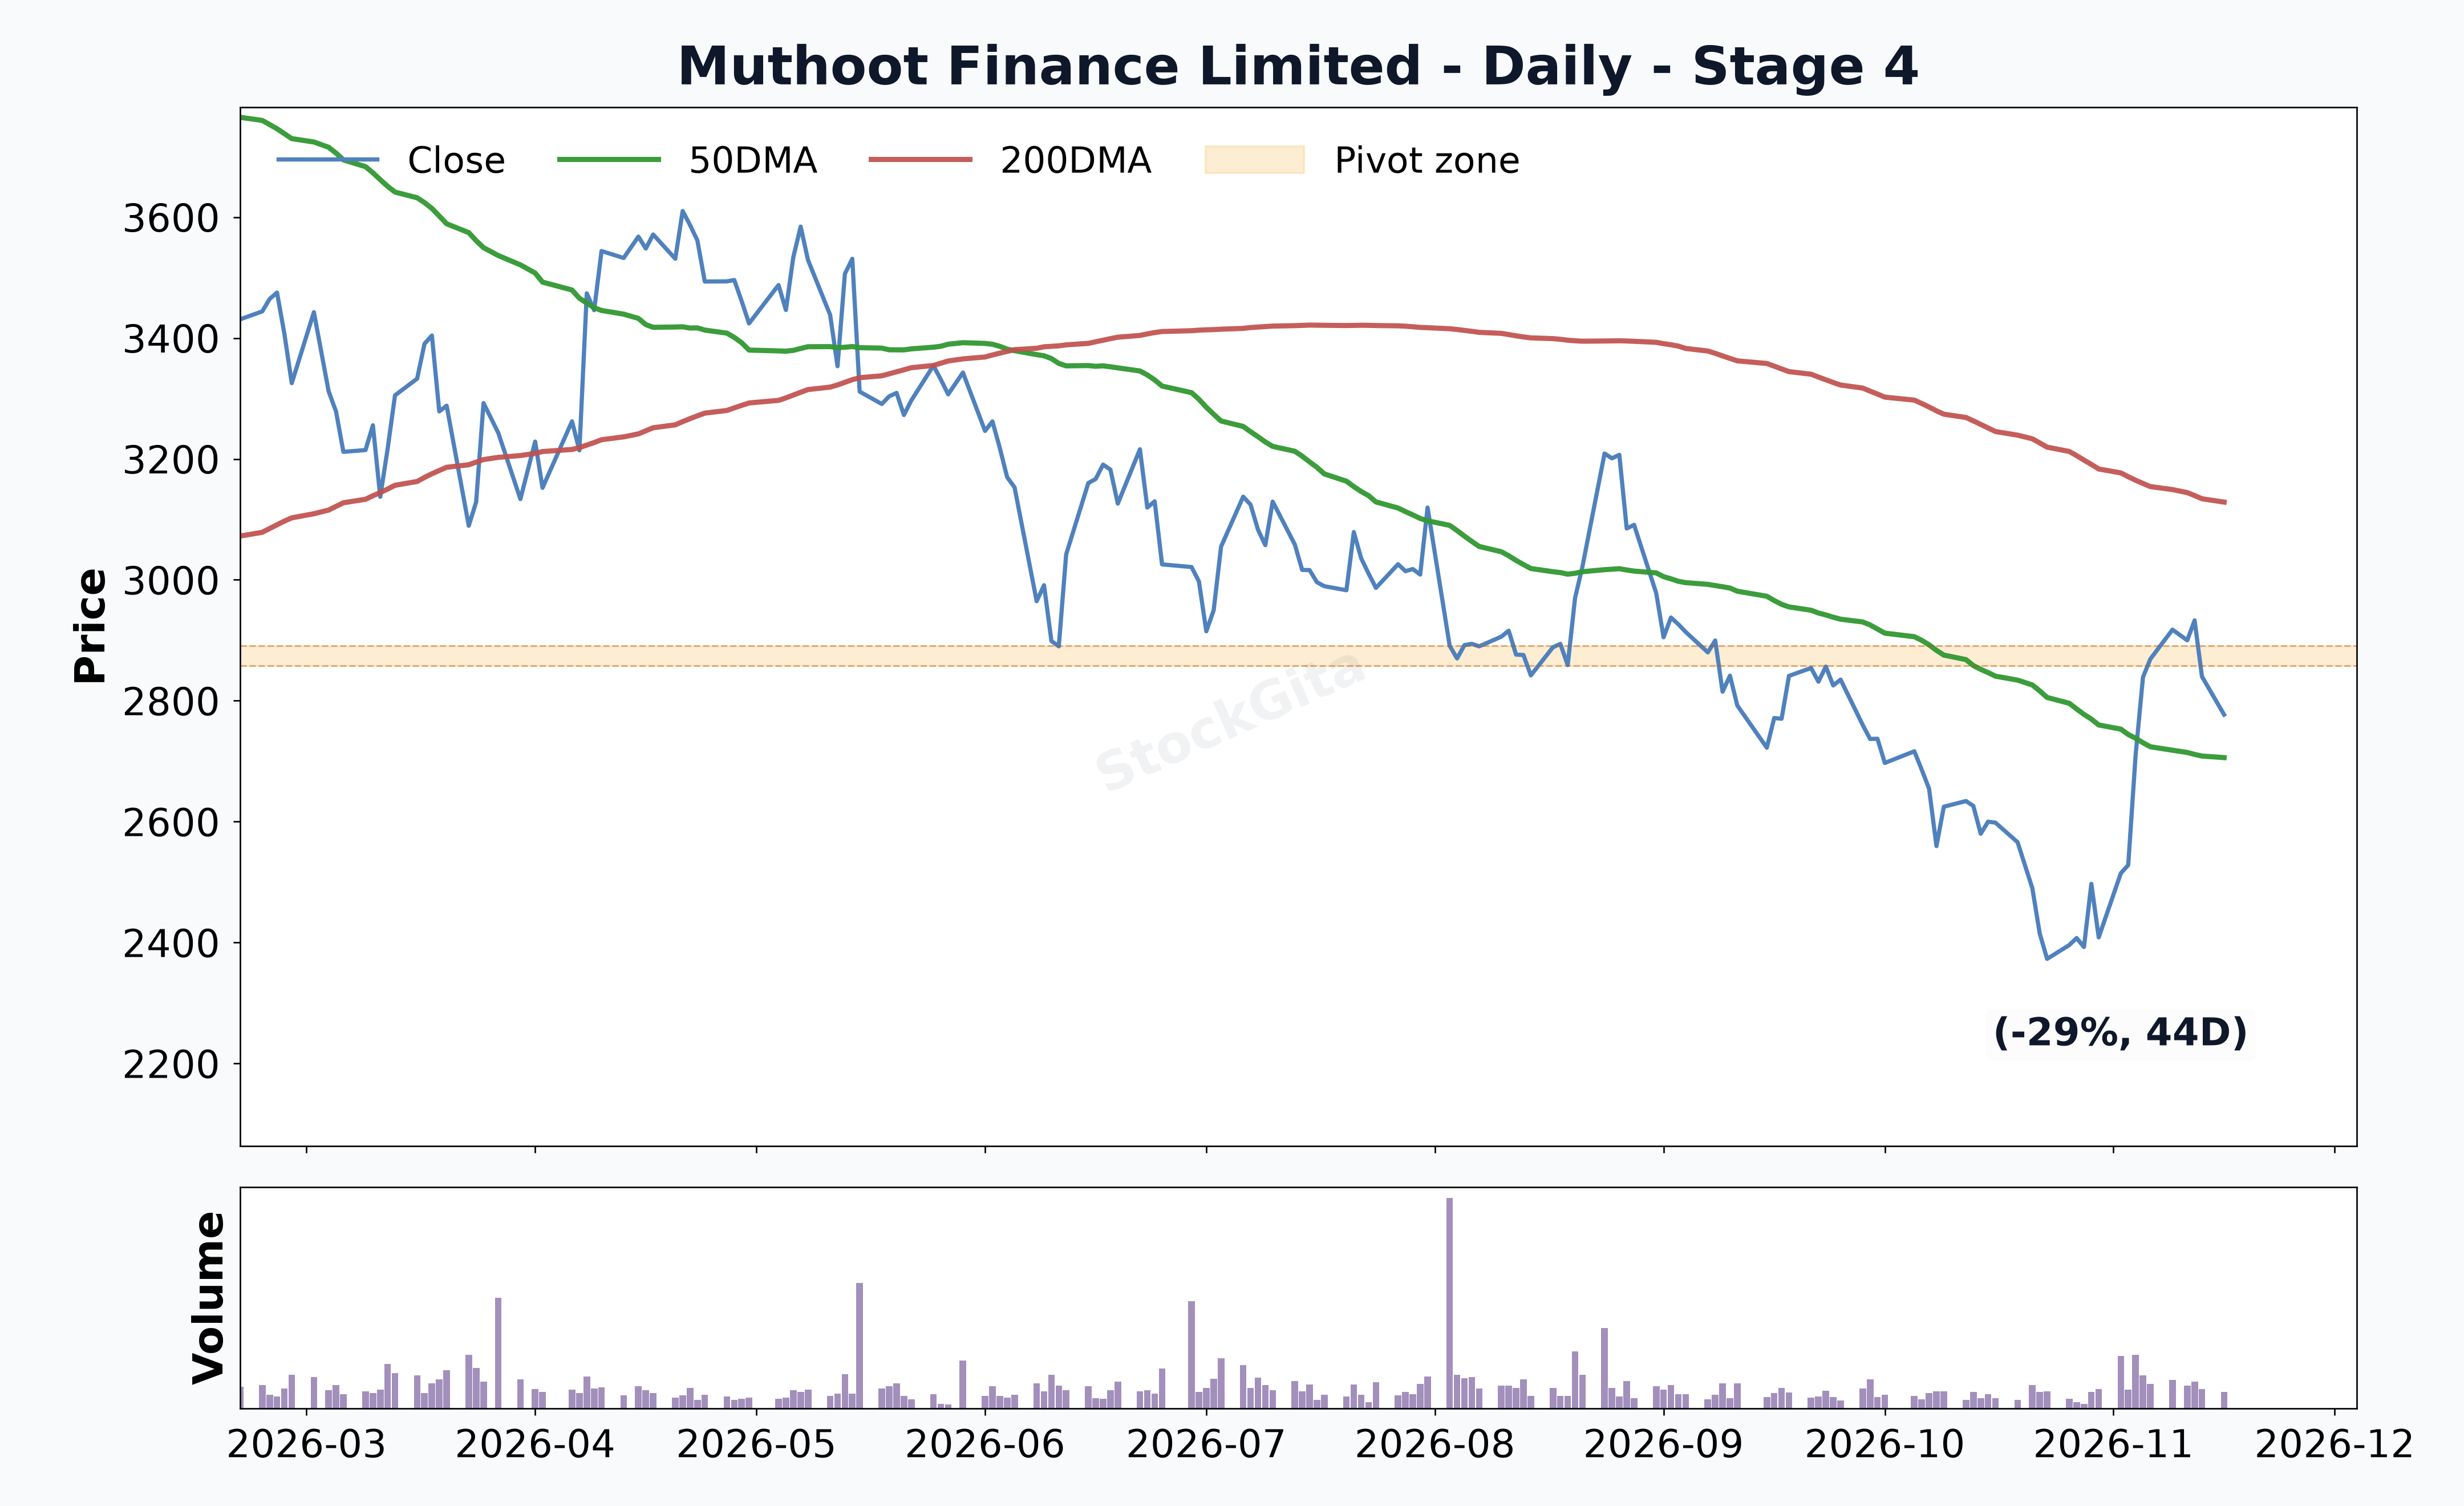 Muthoot Finance Limited - Daily - Stage 4
Close 50DMA 200DMA Pivot zone
Price
3600
3400
3200
3000
2800
2600
2400
2200
StockGita
(-29%, 44D)
Volume
2026-03 2026-04 2026-05 2026-06 2026-07 2026-08 2026-09 2026-10 2026-11 2026-12